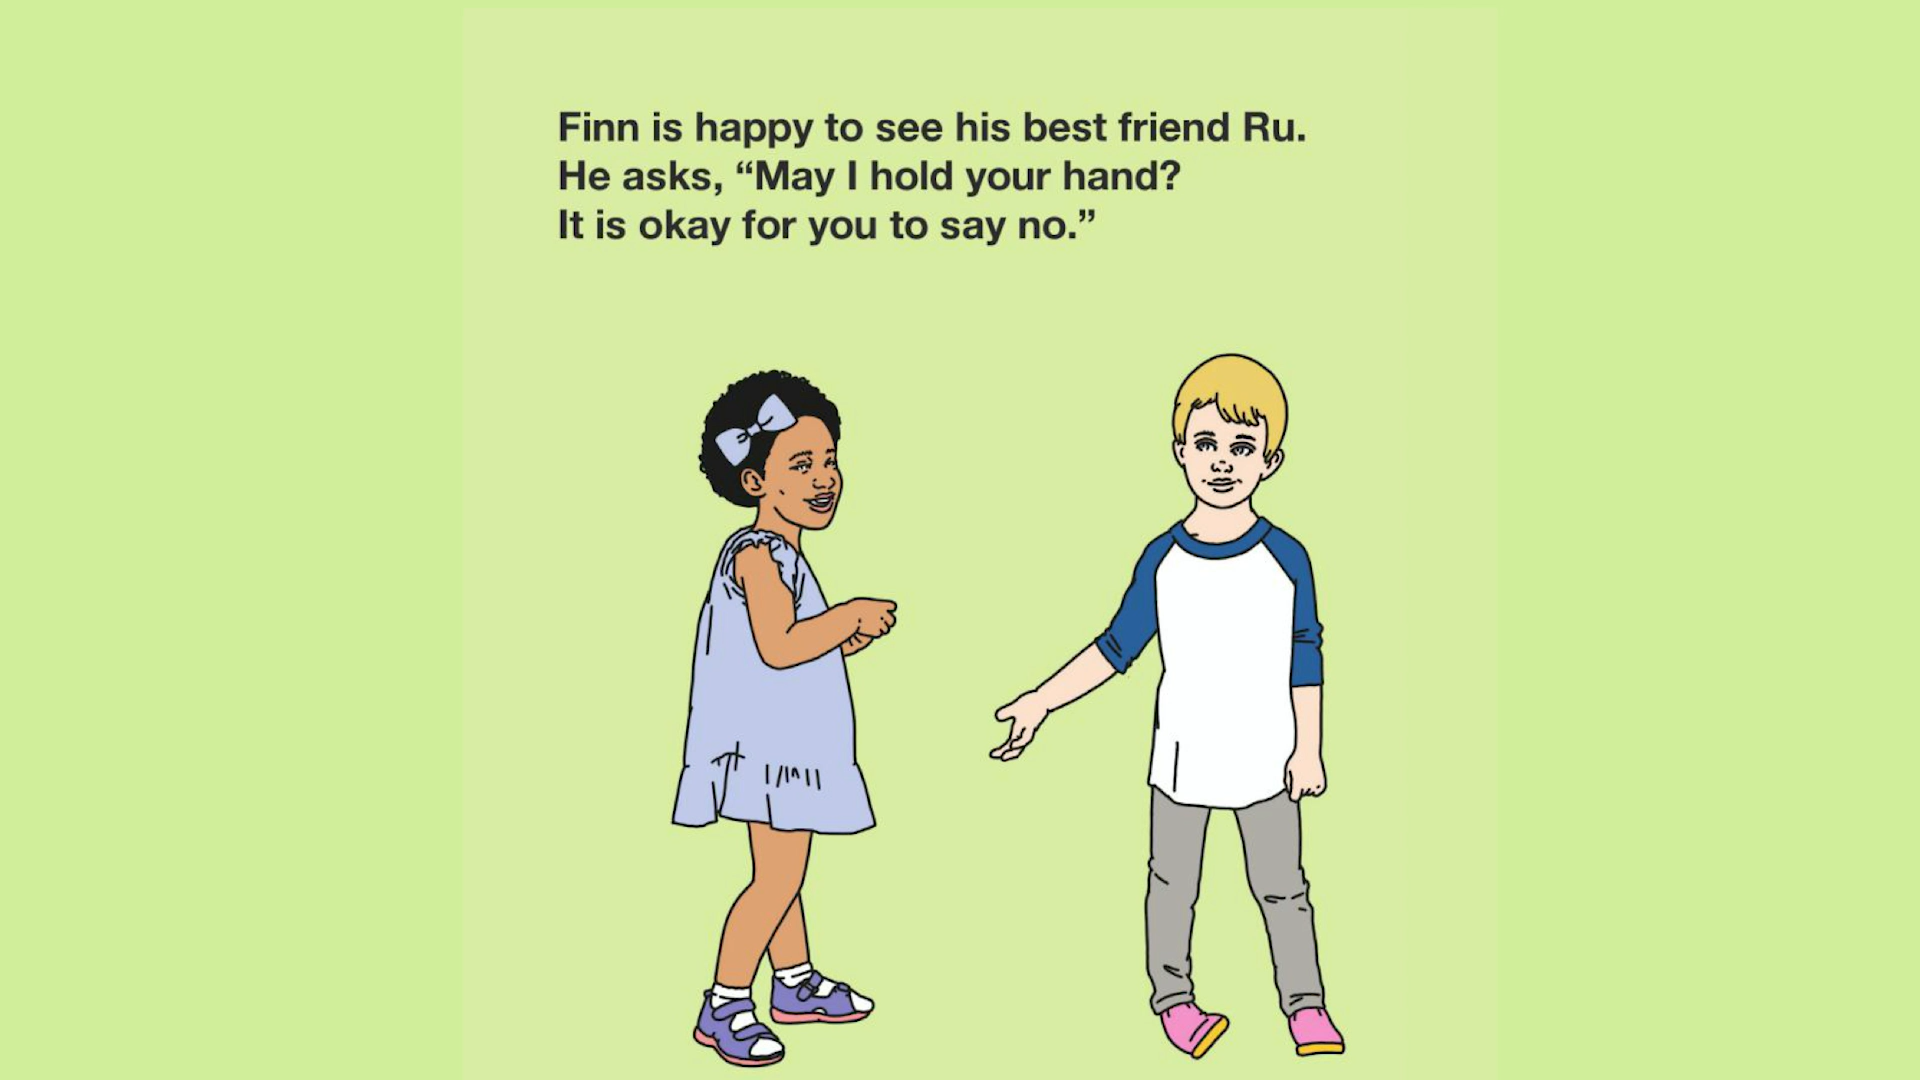 Finn is happy to see his best friend Ru.
He asks, “May I hold your hand?
It is okay for you to say no.”